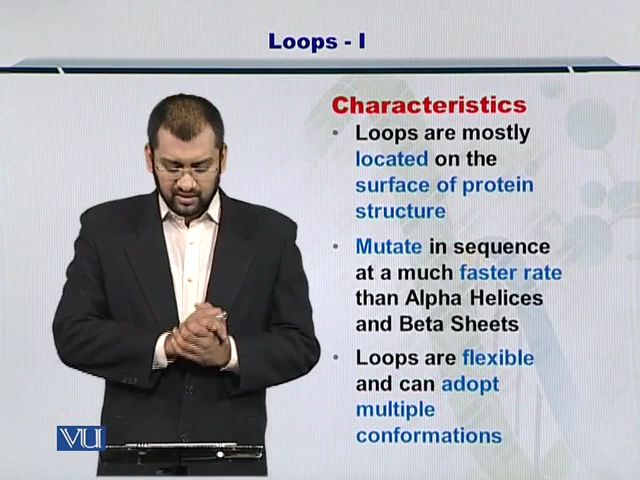 Loops - I
Characteristics
• Loops are mostly
located on the
surface of protein
structure
• Mutate in sequence
at a much faster rate
than Alpha Helices
and Beta Sheets
• Loops are flexible
and can adopt
multiple
conformations
VU